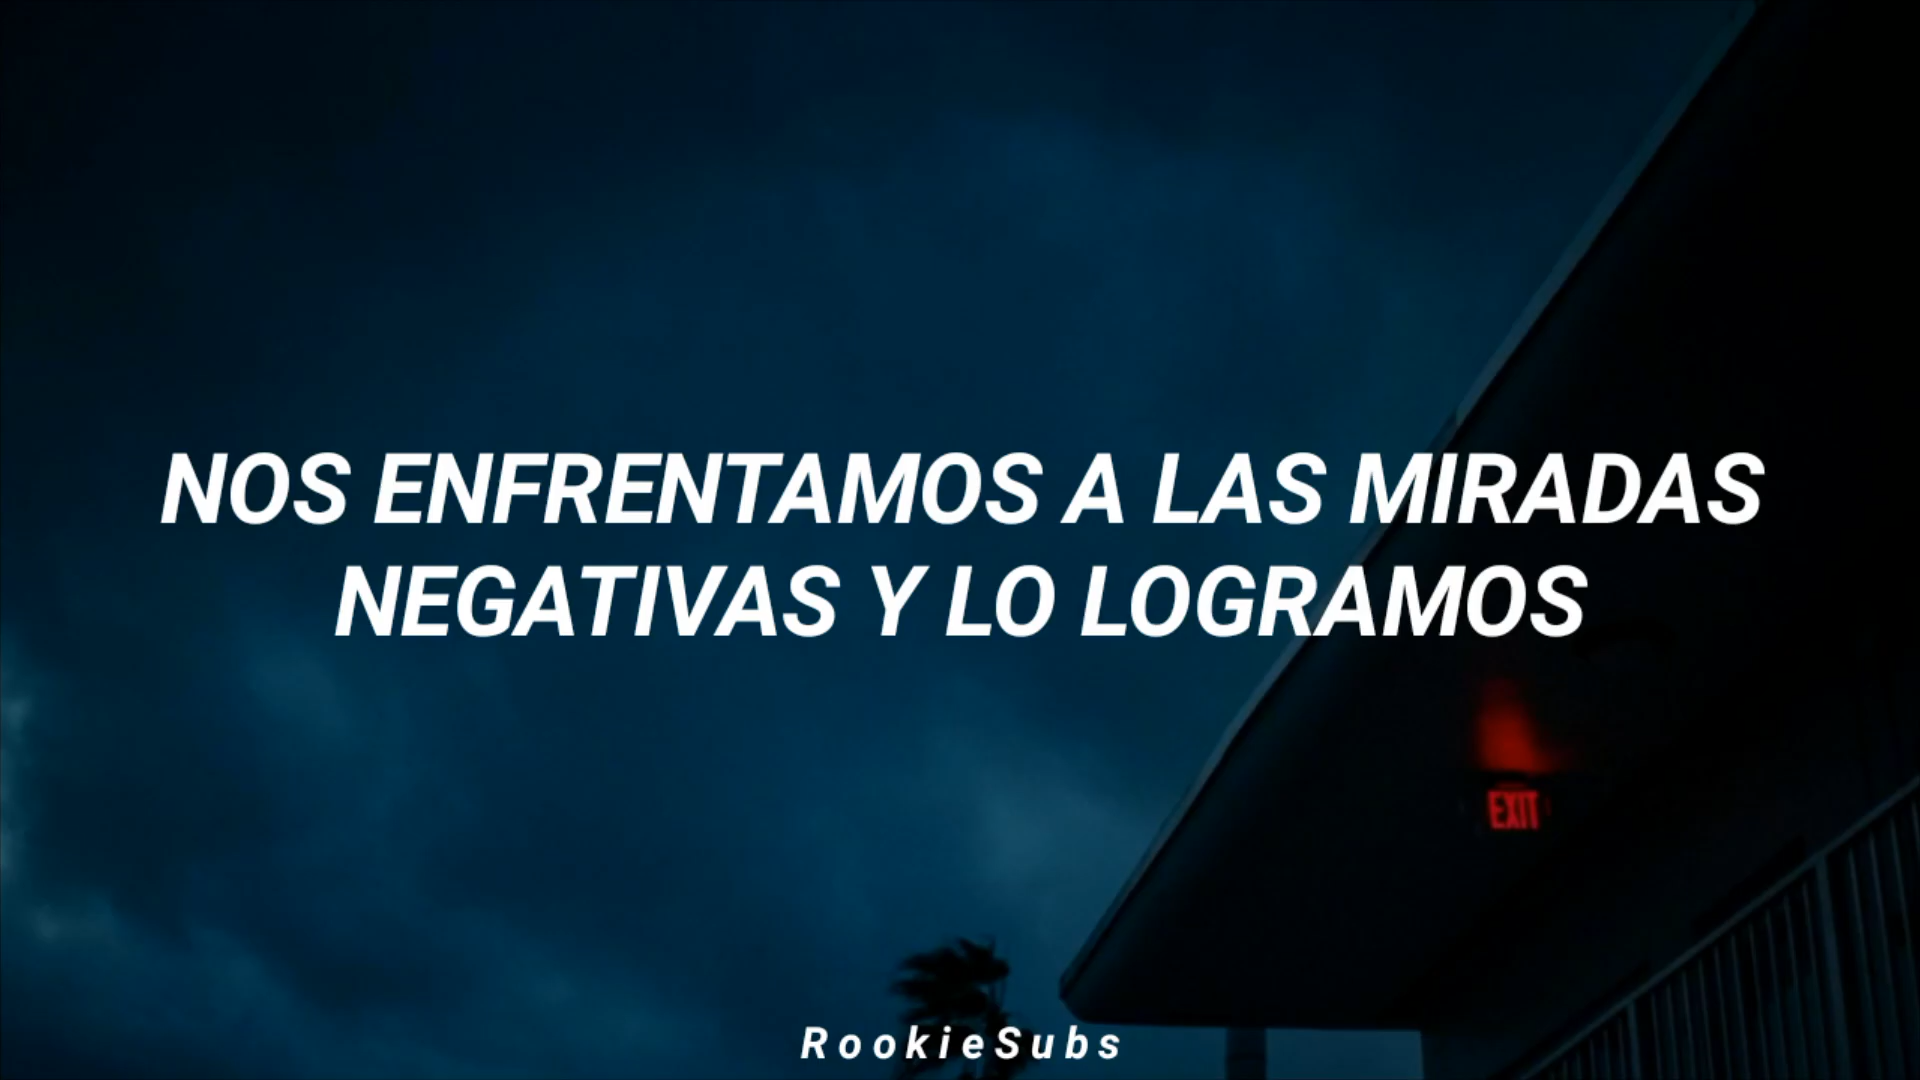 NOS ENFRENTAMOS A LAS MIRADAS
NEGATIVAS Y LO LOGRAMOS
EXIT
RookieSubs